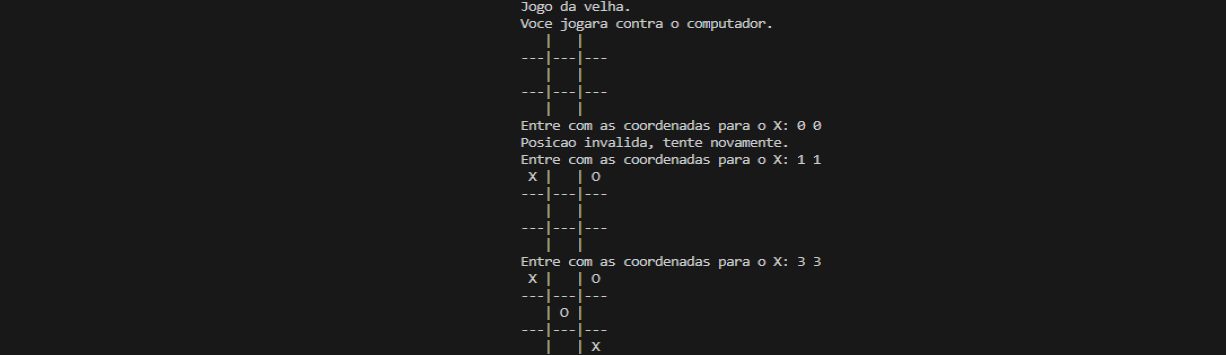 Jogo da velha.
Voce jogara contra o computador.
   |   |
---|---|---
   |   |
---|---|---
   |   |
Entre com as coordenadas para o X: 0 0
Posicao invalida, tente novamente.
Entre com as coordenadas para o X: 1 1
 X |   | O
---|---|---
   |   |
---|---|---
   |   |
Entre com as coordenadas para o X: 3 3
 X |   | O
---|---|---
   | O |
---|---|---
   |   | X